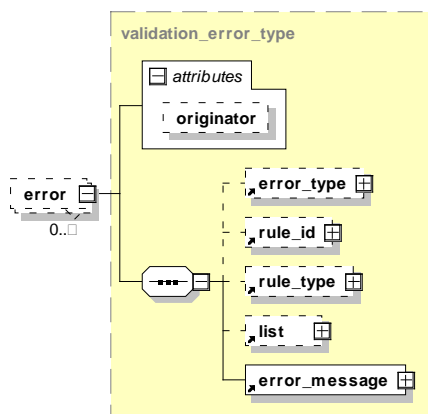 validation_error_type
attributes
originator
error
0..□
error_type
rule_id
rule_type
list
error_message